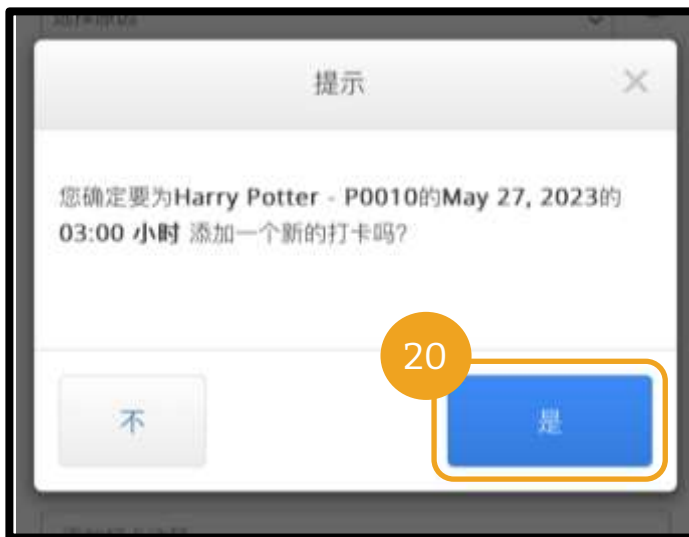 提示
您确定要为Harry Potter - P0010的May 27, 2023的
03:00 小时 添加一个新的打卡吗?
20
不
是